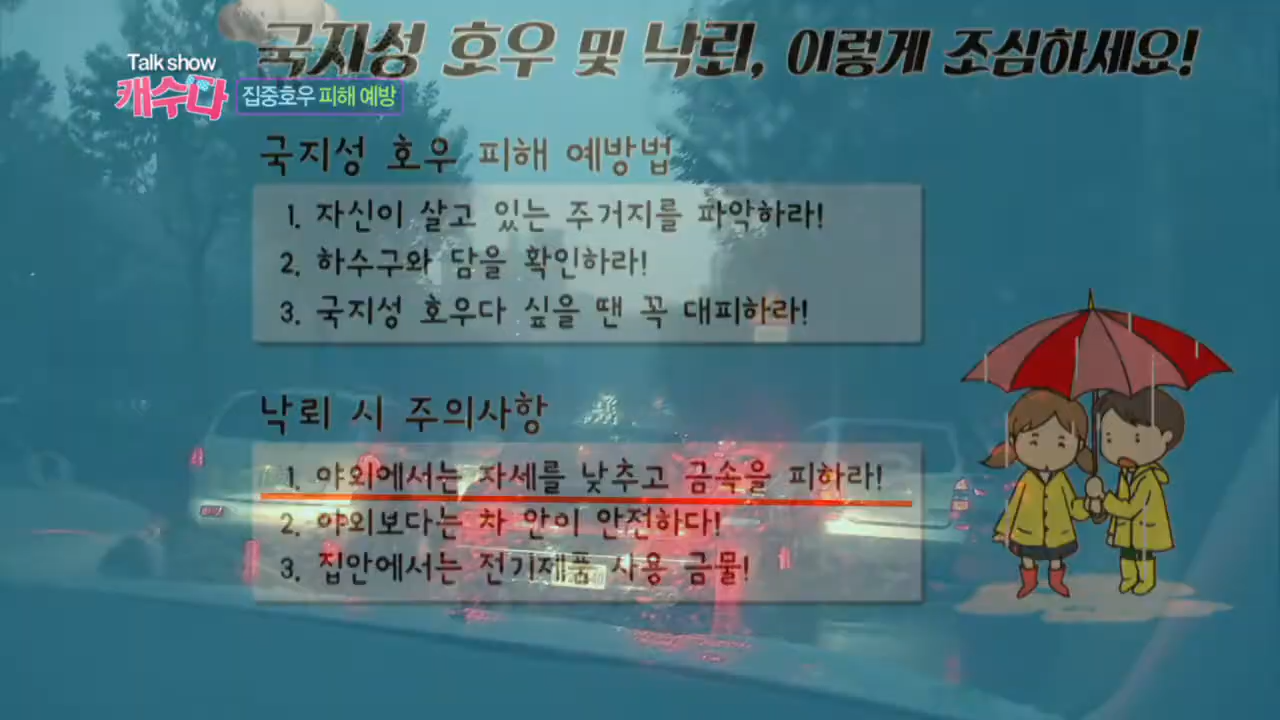 국지성 호우 및 낙뢰, 이렇게 조심하세요!
Talk show
캐수다
집중호우 피해 예방
국지성 호우 피해 예방법
1. 자신이 살고 있는 주거지를 파악하라!
2. 하수구와 담을 확인하라!
3. 국지성 호우다 싶을 땐 꼭 대피하라!
낙뢰 시 주의사항
1. 야외에서는 자세를 낮추고 금속을 피하라!
2. 야외보다는 차 안이 안전하다!
3. 집안에서는 전기제품 사용 금물!